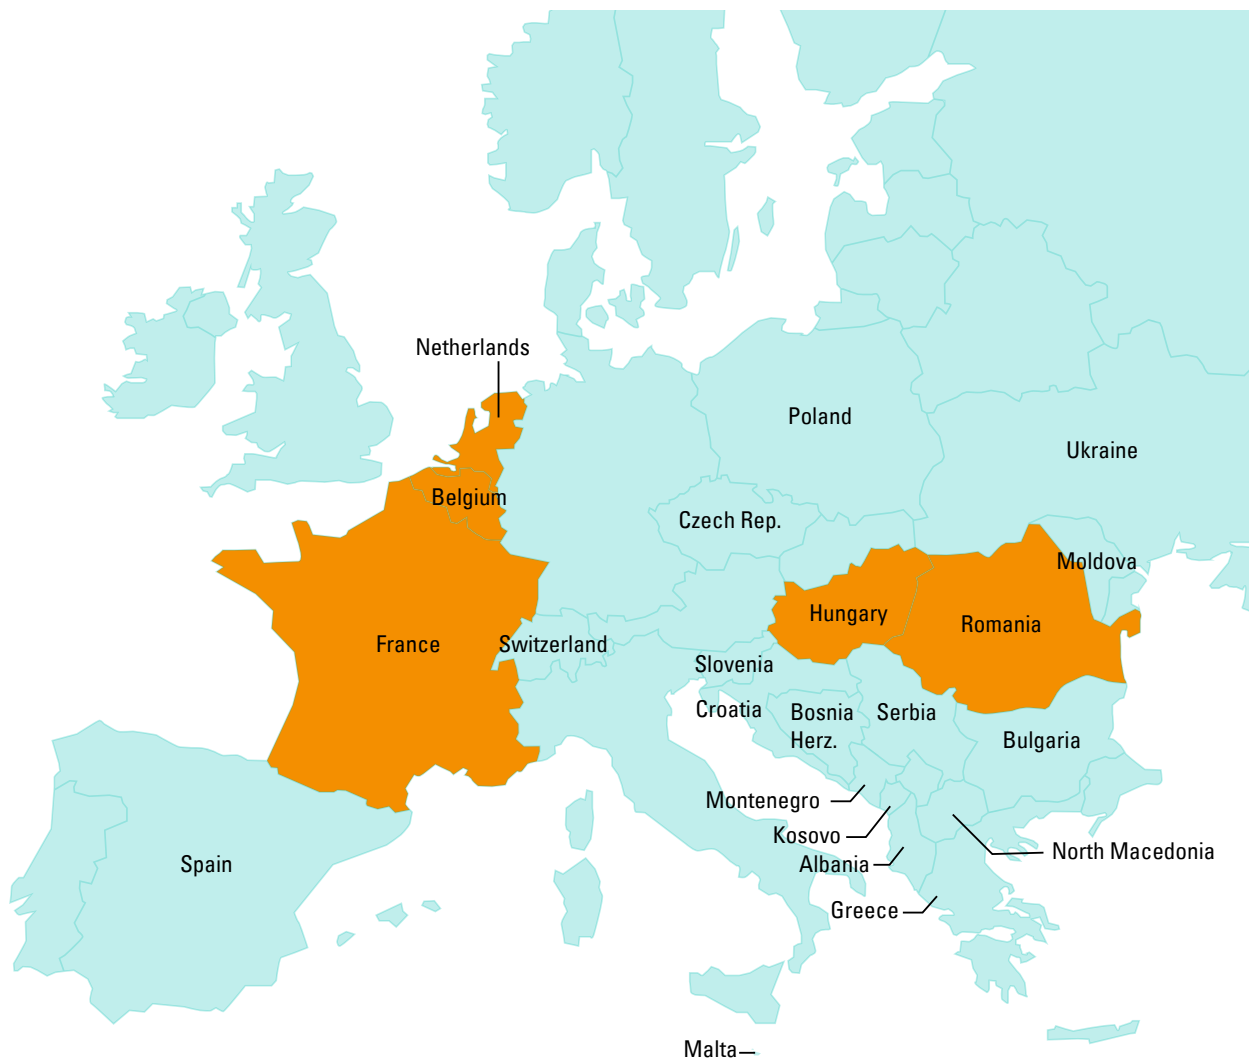 Netherlands
Poland
Ukraine
Belgium
Czech Rep.
Moldova
Hungary
Romania
France
Switzerland
Slovenia
Croatia
Bosnia
Herz.
Serbia
Bulgaria
Montenegro
Kosovo
North Macedonia
Albania
Spain
Greece
Malta